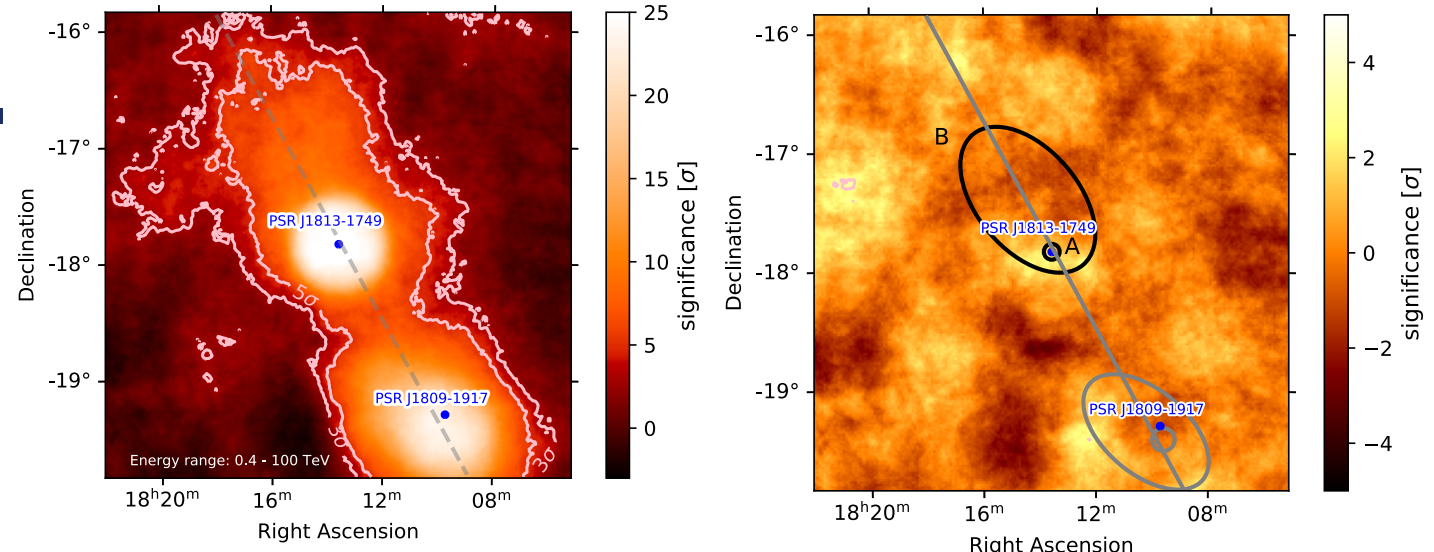 -16°
-17°
-18°
-19°
Declination
18ʰ20ᵐ
16ᵐ
12ᵐ
08ᵐ
Right Ascension
PSR J1813-1749
PSR J1809-1917
5σ
3σ
3σ
Energy range: 0.4 - 100 TeV
25
20
15
10
5
0
significance [σ]
-16°
-17°
-18°
-19°
Declination
18ʰ20ᵐ
16ᵐ
12ᵐ
08ᵐ
Right Ascension
B
PSR J1813-1749
A
PSR J1809-1917
4
2
0
−2
−4
significance [σ]